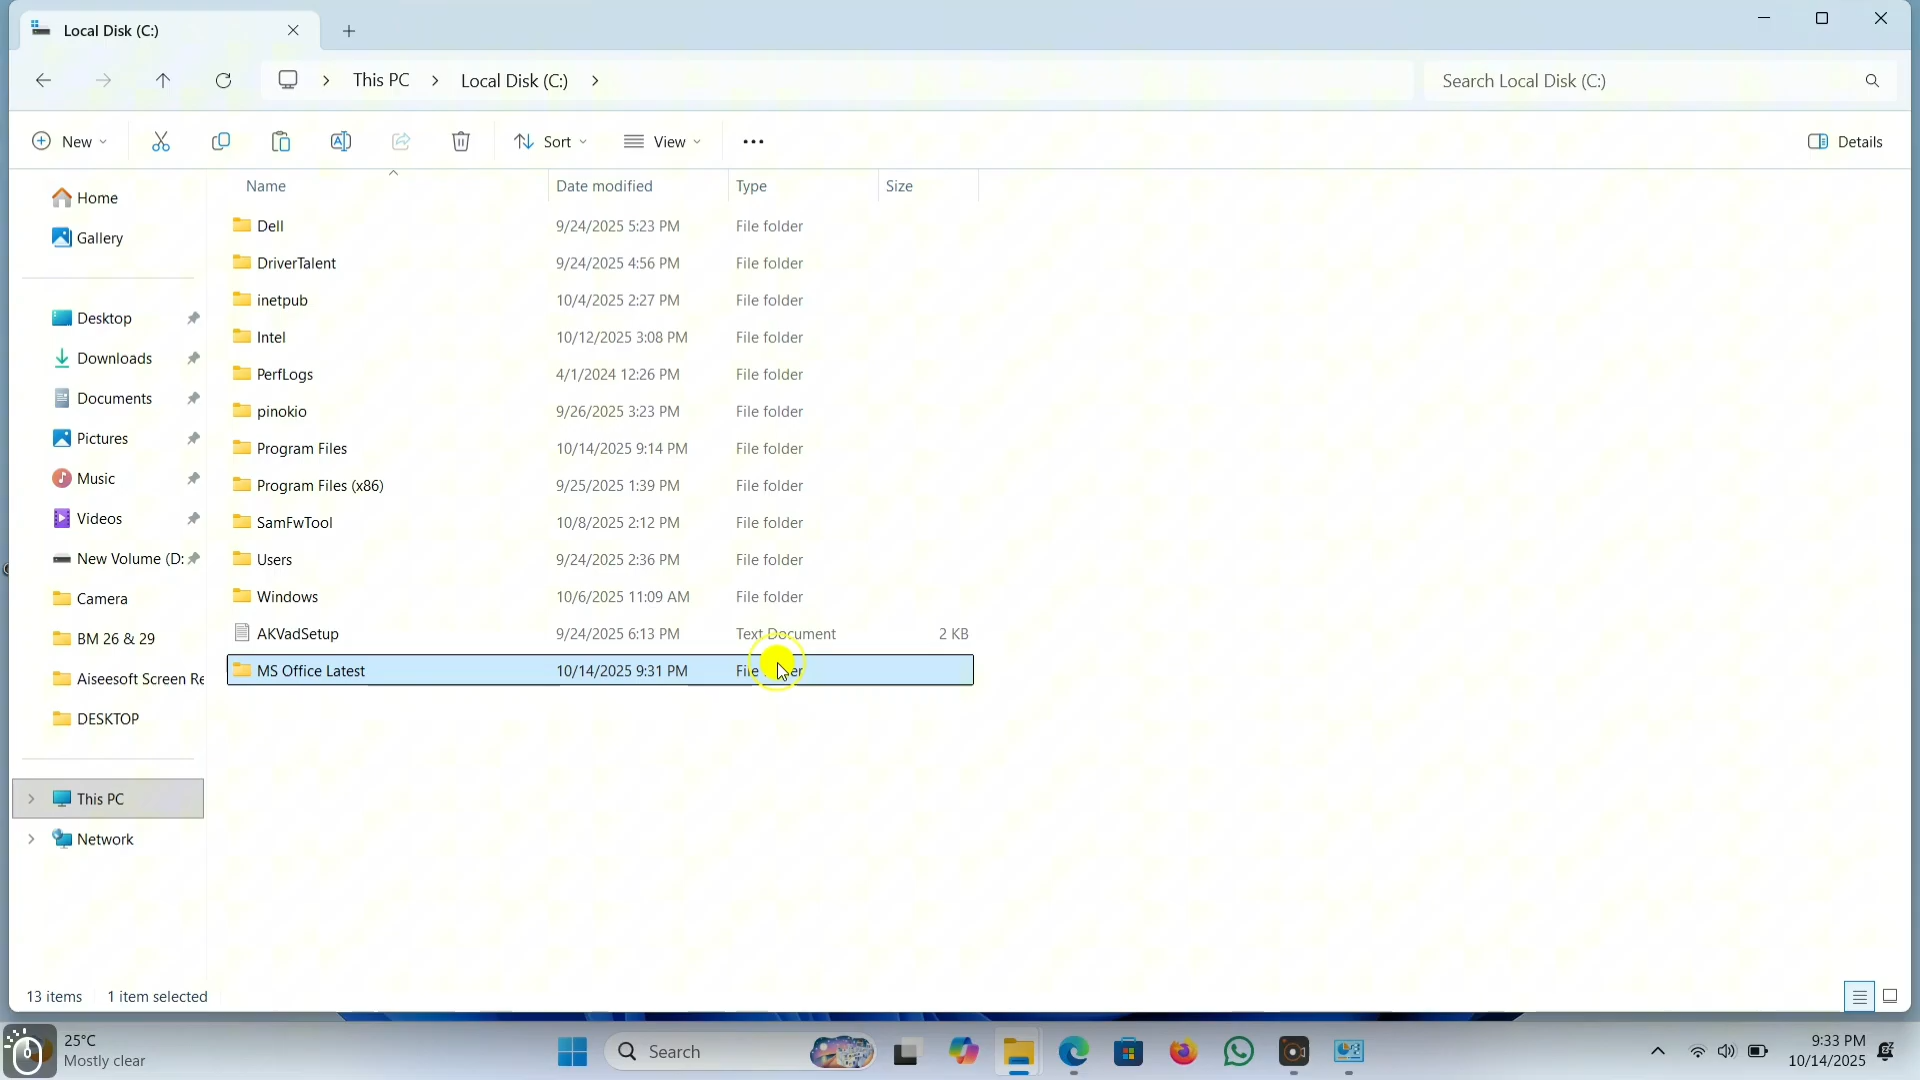 Local Disk (C:)
This PC
Local Disk (C:)
Search Local Disk (C:)
New
Sort
View
Details
Name
Date modified
Type
Size
Home
Gallery
Desktop
Downloads
Documents
Pictures
Music
Videos
New Volume (D:
Camera
BM 26 & 29
Aiseesoft Screen Re
DESKTOP
This PC
Network
Dell 9/24/2025 5:23 PM File folder
DriverTalent 9/24/2025 4:56 PM File folder
inetpub 10/4/2025 2:27 PM File folder
Intel 10/12/2025 3:08 PM File folder
PerfLogs 4/1/2024 12:26 PM File folder
pinokio 9/26/2025 3:23 PM File folder
Program Files 10/14/2025 9:14 PM File folder
Program Files (x86) 9/25/2025 1:39 PM File folder
SamFwTool 10/8/2025 2:12 PM File folder
Users 9/24/2025 2:36 PM File folder
Windows 10/6/2025 11:09 AM File folder
AKVadSetup 9/24/2025 6:13 PM Text Document 2 KB
MS Office Latest 10/14/2025 9:31 PM File
13 items 1 item selected
25°C
Mostly clear
Search
9:33 PM
10/14/2025